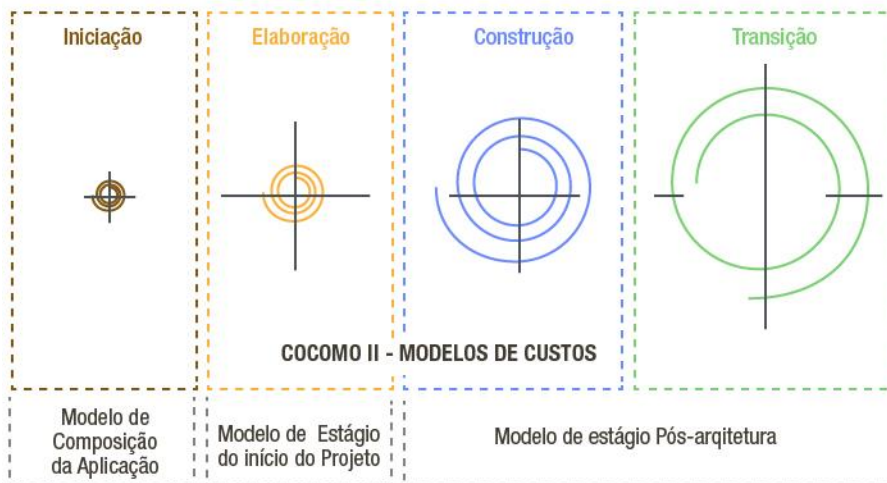 Iniciação
Elaboração
Construção
Transição
COCOMO II - MODELOS DE CUSTOS
Modelo de
Composição
da Aplicação
Modelo de Estágio
do início do Projeto
Modelo de estágio Pós-arqitetura